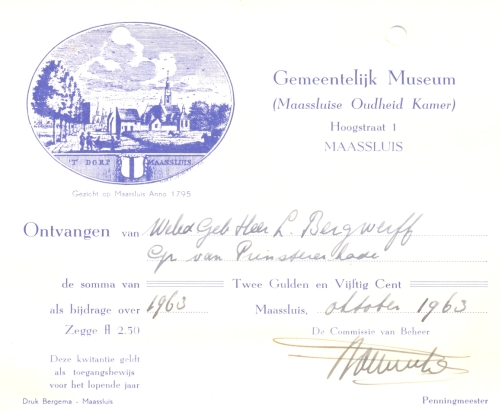 Gemeentelijk Museum
(Maassluise Oudheid Kamer)
Hoogstraat 1
MAASSLUIS
'T DORP MAASSLUIS
Gezicht op Maassluis Anno 1795
Ontvangen van Weled Geb Heer L. Bergwerff
Gr. van Prinstererkade
de somma van Twee Gulden en Vijftig Cent
als bijdrage over 1963 Maassluis, oktober 1963
Zegge fl 2,50 De Commissie van Beheer
Deze kwitantie geldt
als toegangsbewijs
voor het lopende jaar
Druk Bergema - Maassluis Penningmeester